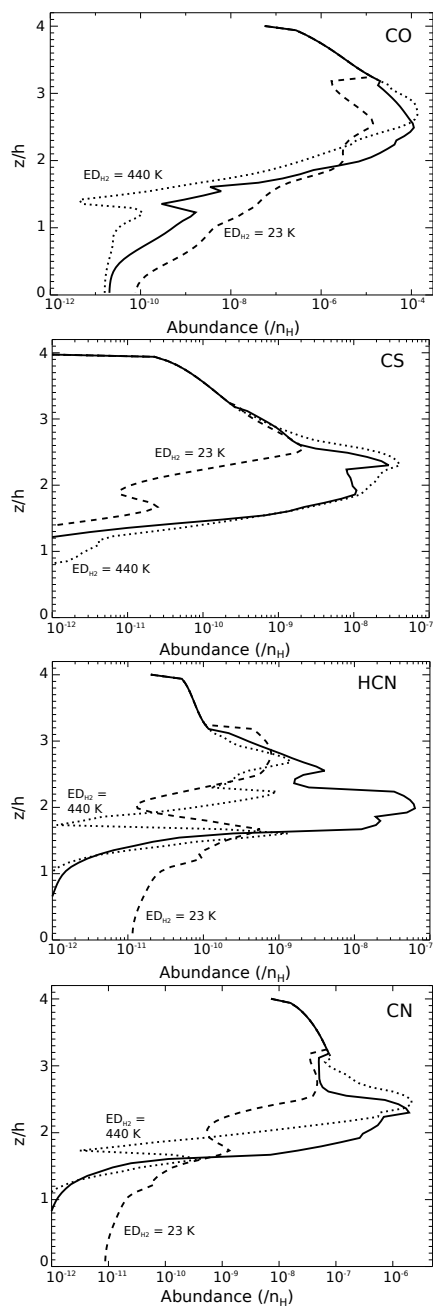 4
CO
3
z/h
2
ED_H2 = 440 K
1
ED_H2 = 23 K
0
10^-12 10^-10 10^-8 10^-6 10^-4
Abundance (/n_H)
4
CS
3
ED_H2 = 23 K
z/h
2
1
ED_H2 = 440 K
0
10^-12 10^-11 10^-10 10^-9 10^-8 10^-7
Abundance (/n_H)
4
HCN
3
z/h
ED_H2 =
440 K
2
1
ED_H2 = 23 K
0
10^-12 10^-11 10^-10 10^-9 10^-8 10^-7
Abundance (/n_H)
4
CN
3
z/h
ED_H2 =
440 K
2
1
ED_H2 = 23 K
0
10^-12 10^-11 10^-10 10^-9 10^-8 10^-7 10^-6
Abundance (/n_H)